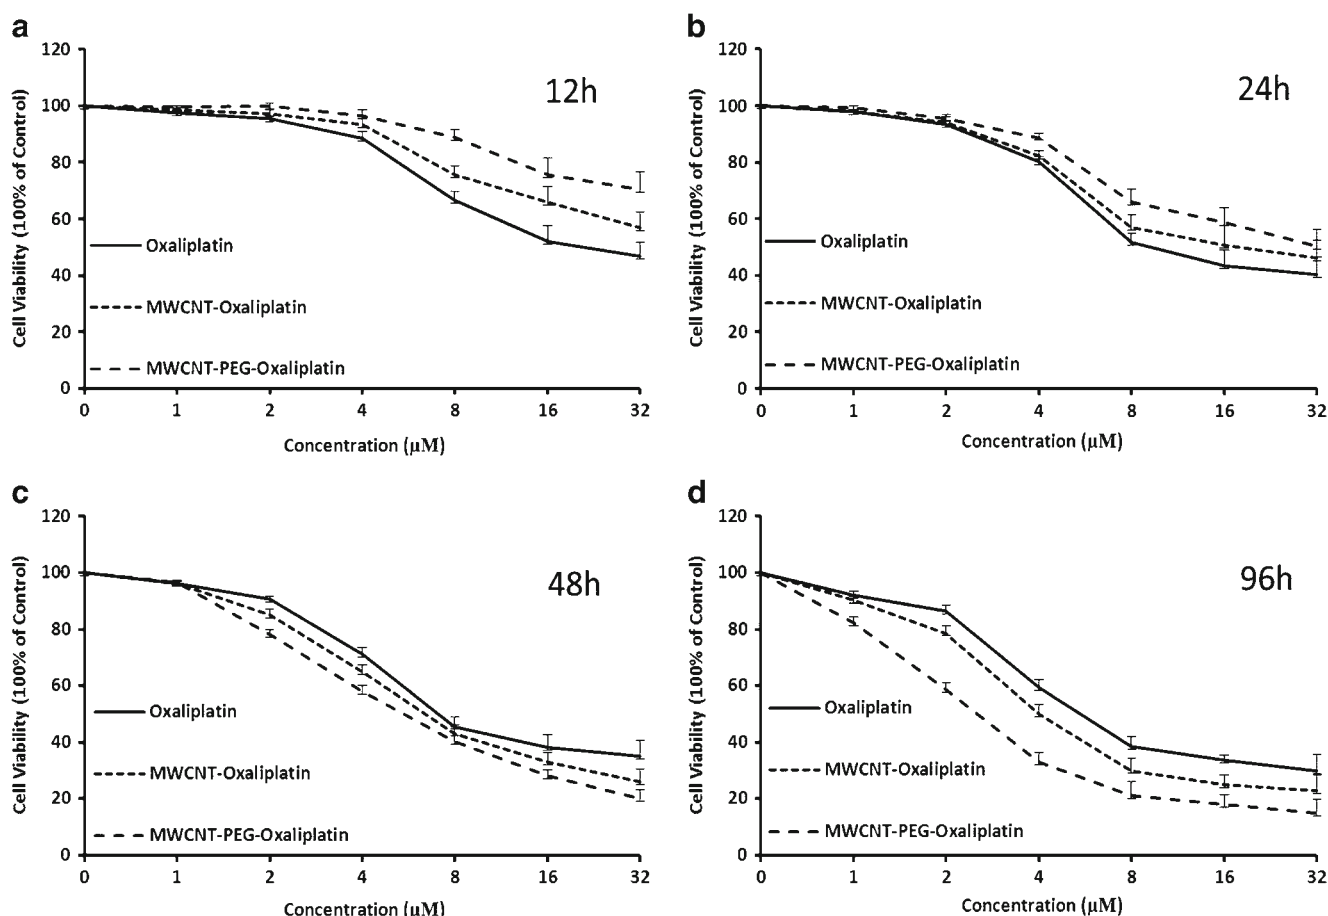 a
120
100
80
60
40
20
0
Cell Viability (100% of Control)
12h
Oxaliplatin
MWCNT-Oxaliplatin
MWCNT-PEG-Oxaliplatin
0 1 2 4 8 16 32
Concentration (µM)
b
120
100
80
60
40
20
0
Cell Viability (100% of Control)
24h
Oxaliplatin
MWCNT-Oxaliplatin
MWCNT-PEG-Oxaliplatin
0 1 2 4 8 16 32
Concentration (µM)
c
120
100
80
60
40
20
0
Cell Viability (100% of Control)
48h
Oxaliplatin
MWCNT-Oxaliplatin
MWCNT-PEG-Oxaliplatin
0 1 2 4 8 16 32
Concentration (µM)
d
120
100
80
60
40
20
0
Cell Viability (100% of Control)
96h
Oxaliplatin
MWCNT-Oxaliplatin
MWCNT-PEG-Oxaliplatin
0 1 2 4 8 16 32
Concentration (µM)